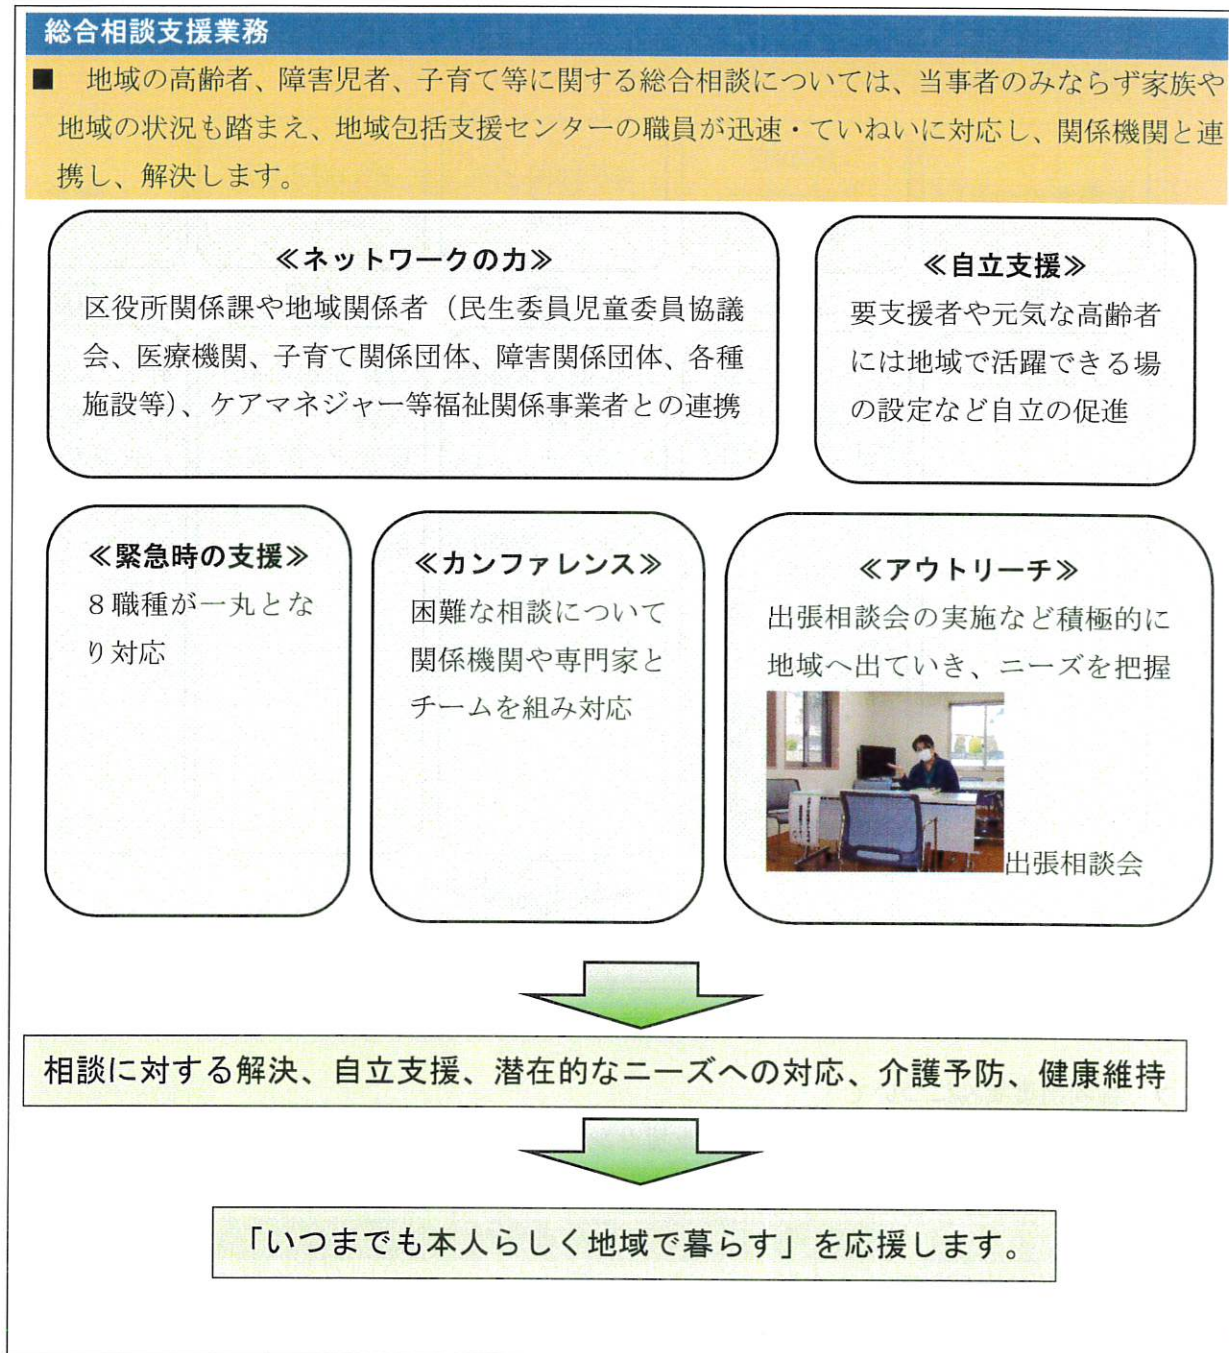 総合相談支援業務
■　地域の高齢者、障害児者、子育て等に関する総合相談については、当事者のみならず家族や
地域の状況も踏まえ、地域包括支援センターの職員が迅速・ていねいに対応し、関係機関と連
携し、解決します。
≪ネットワークの力≫
区役所関係課や地域関係者（民生委員児童委員協議
会、医療機関、子育て関係団体、障害関係団体、各種
施設等）、ケアマネジャー等福祉関係事業者との連携
≪自立支援≫
要支援者や元気な高齢者
には地域で活躍できる場
の設定など自立の促進
≪緊急時の支援≫
８職種が一丸とな
り対応
≪カンファレンス≫
困難な相談について
関係機関や専門家と
チームを組み対応
≪アウトリーチ≫
出張相談会の実施など積極的に
地域へ出ていき、ニーズを把握
出張相談会
相談に対する解決、自立支援、潜在的なニーズへの対応、介護予防、健康維持
「いつまでも本人らしく地域で暮らす」を応援します。